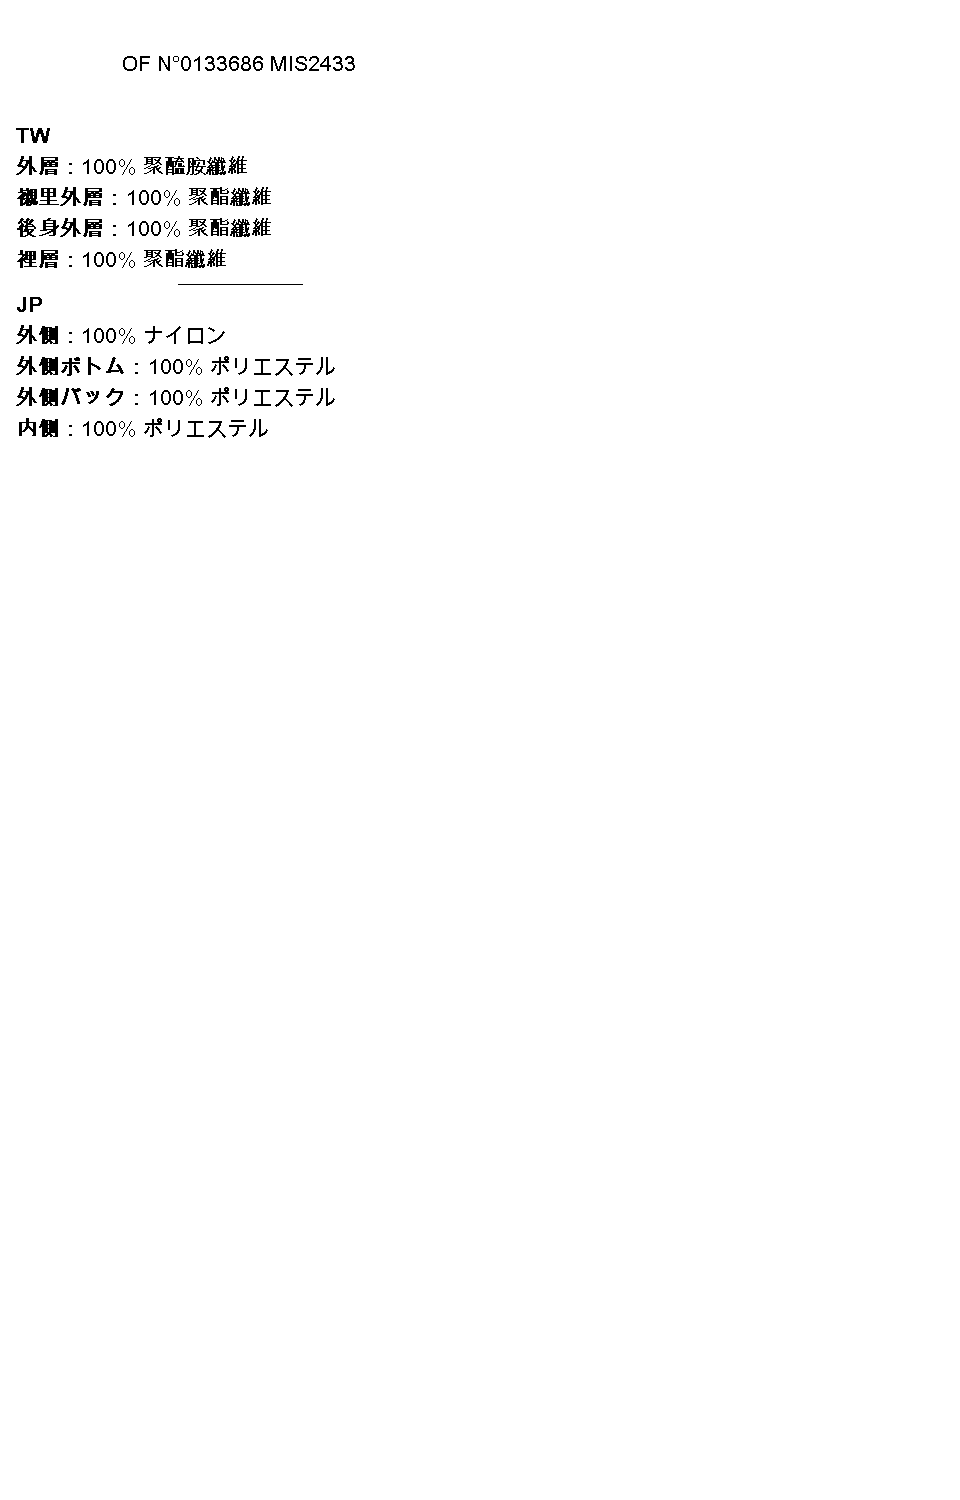 OF N°0133686 MIS2433
TW
外層 : 100% 聚醯胺纖維
襯里外層 : 100% 聚酯纖維
後身外層 : 100% 聚酯纖維
裡層 : 100% 聚酯纖維
JP
外側 : 100% ナイロン
外側ボトム : 100% ポリエステル
外側バック : 100% ポリエステル
内側 : 100% ポリエステル